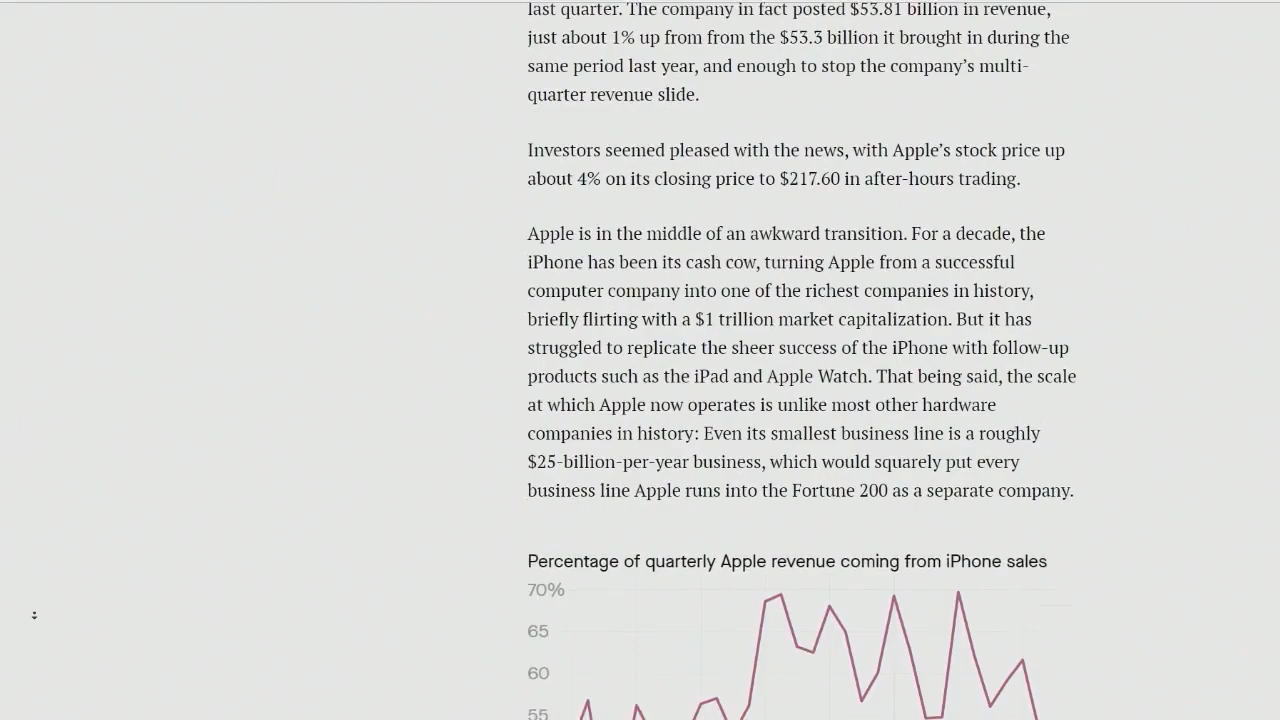 last quarter. The company in fact posted $53.81 billion in revenue,
just about 1% up from from the $53.3 billion it brought in during the
same period last year, and enough to stop the company’s multi-
quarter revenue slide.
Investors seemed pleased with the news, with Apple’s stock price up
about 4% on its closing price to $217.60 in after-hours trading.
Apple is in the middle of an awkward transition. For a decade, the
iPhone has been its cash cow, turning Apple from a successful
computer company into one of the richest companies in history,
briefly flirting with a $1 trillion market capitalization. But it has
struggled to replicate the sheer success of the iPhone with follow-up
products such as the iPad and Apple Watch. That being said, the scale
at which Apple now operates is unlike most other hardware
companies in history: Even its smallest business line is a roughly
$25-billion-per-year business, which would squarely put every
business line Apple runs into the Fortune 200 as a separate company.
Percentage of quarterly Apple revenue coming from iPhone sales
70%
65
60
55